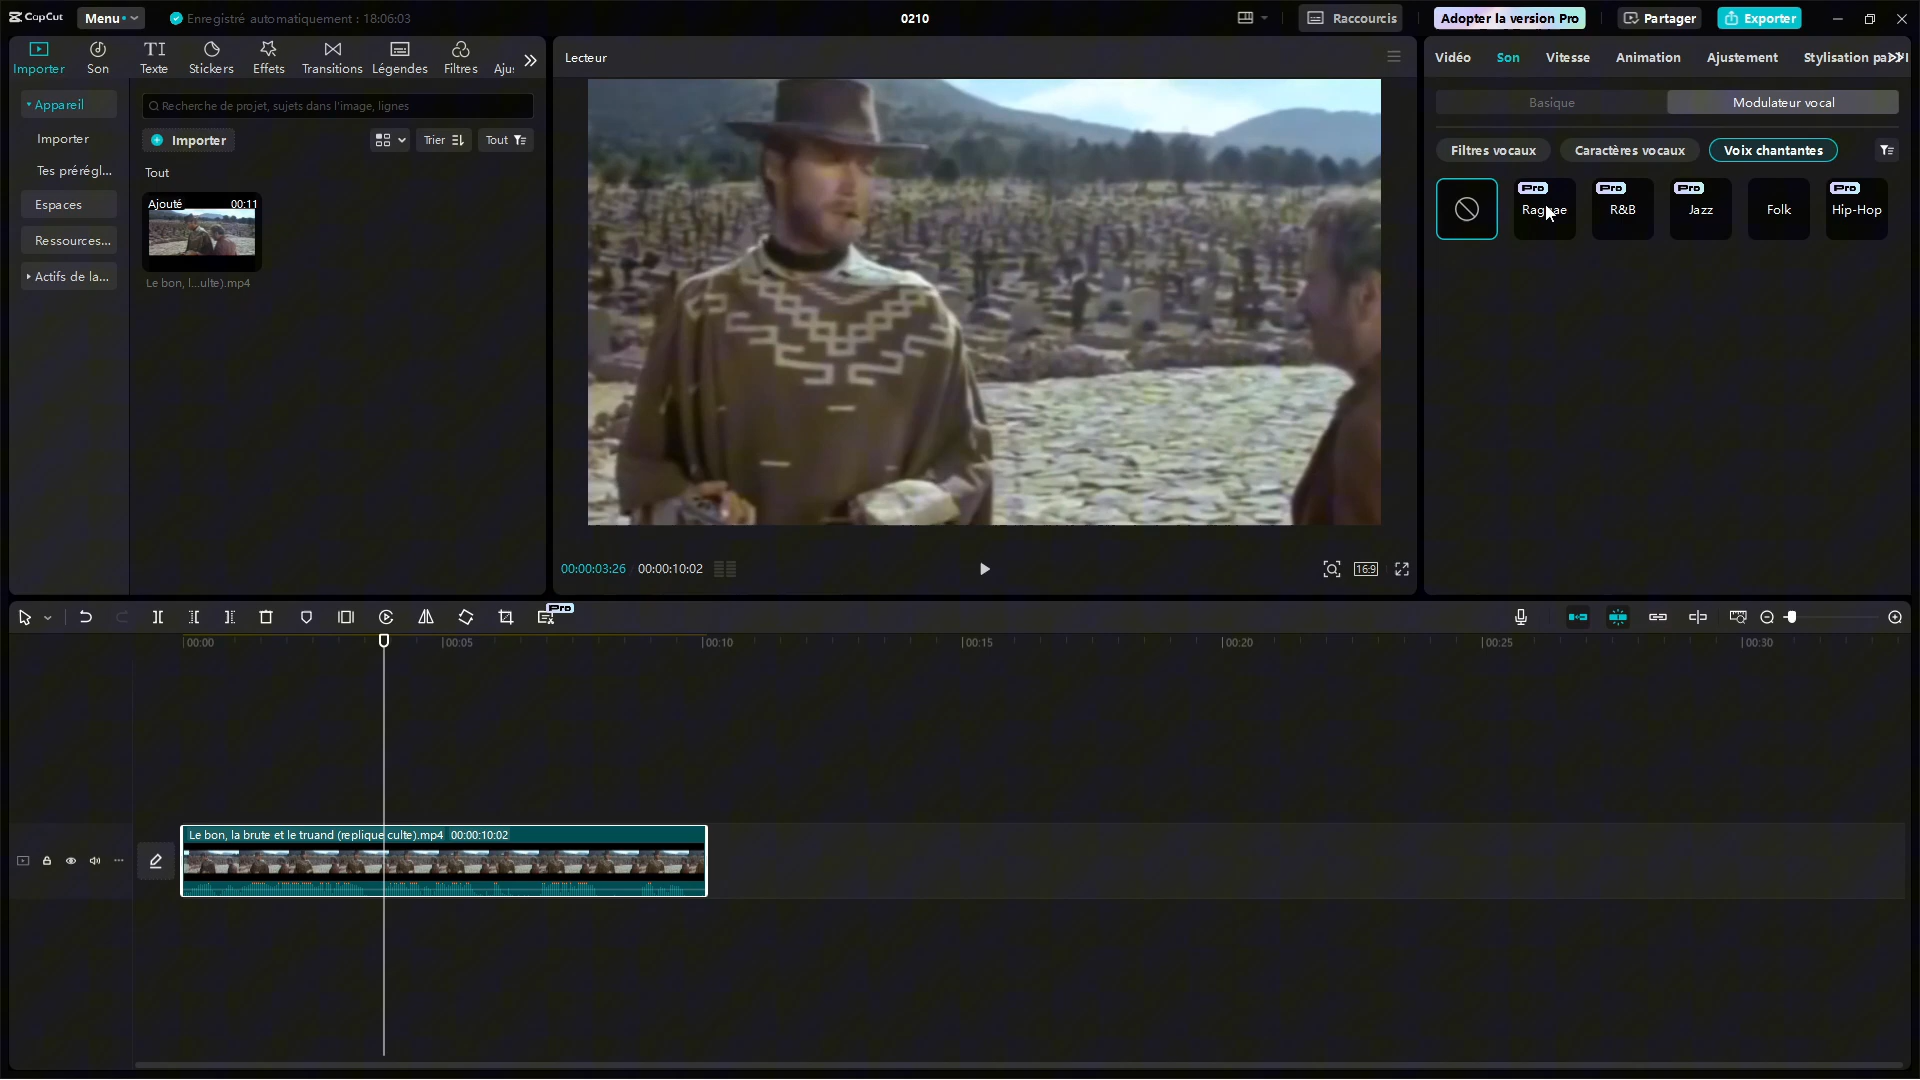 CapCut
Menu
Enregistré automatiquement : 18:06:03
0210
Raccourcis
Adopter la version Pro
Partager
Exporter
Importer
Son
TI
Texte
Stickers
Effets
Transitions
Légendes
Filtres
Aju
Appareil
Importer
Tes prérégl...
Espaces
Ressources...
Actifs de la...
Recherche de projet, sujets dans l'image, lignes
Importer
Trier
Tout
Tout
Ajouté 00:11
Le bon, l...ulte).mp4
Lecteur
00:00:03:26 00:00:10:02
16:9
Vidéo
Son
Vitesse
Animation
Ajustement
Stylisation pa
Basique
Modulateur vocal
Filtres vocaux
Caractères vocaux
Voix chantantes
Pro
Pro
Pro
Pro
R&B
Jazz
Folk
Hip-Hop
Pro
00:00
00:05
00:10
00:15
00:20
00:25
00:30
Le bon, la brute et le truand (replique culte).mp4 00:00:10:02